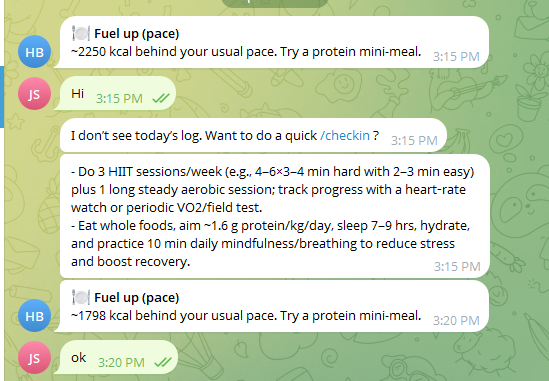 🍽 Fuel up (pace)
HB
~2250 kcal behind your usual pace. Try a protein mini-meal. 3:15 PM
JS
Hi 3:15 PM
I don’t see today’s log. Want to do a quick /checkin ? 3:15 PM
- Do 3 HIIT sessions/week (e.g., 4–6×3–4 min hard with 2–3 min easy)
plus 1 long steady aerobic session; track progress with a heart-rate
watch or periodic VO2/field test.
- Eat whole foods, aim ~1.6 g protein/kg/day, sleep 7–9 hrs, hydrate,
and practice 10 min daily mindfulness/breathing to reduce stress
and boost recovery.
3:15 PM
🍽 Fuel up (pace)
HB
~1798 kcal behind your usual pace. Try a protein mini-meal. 3:20 PM
JS
ok 3:20 PM